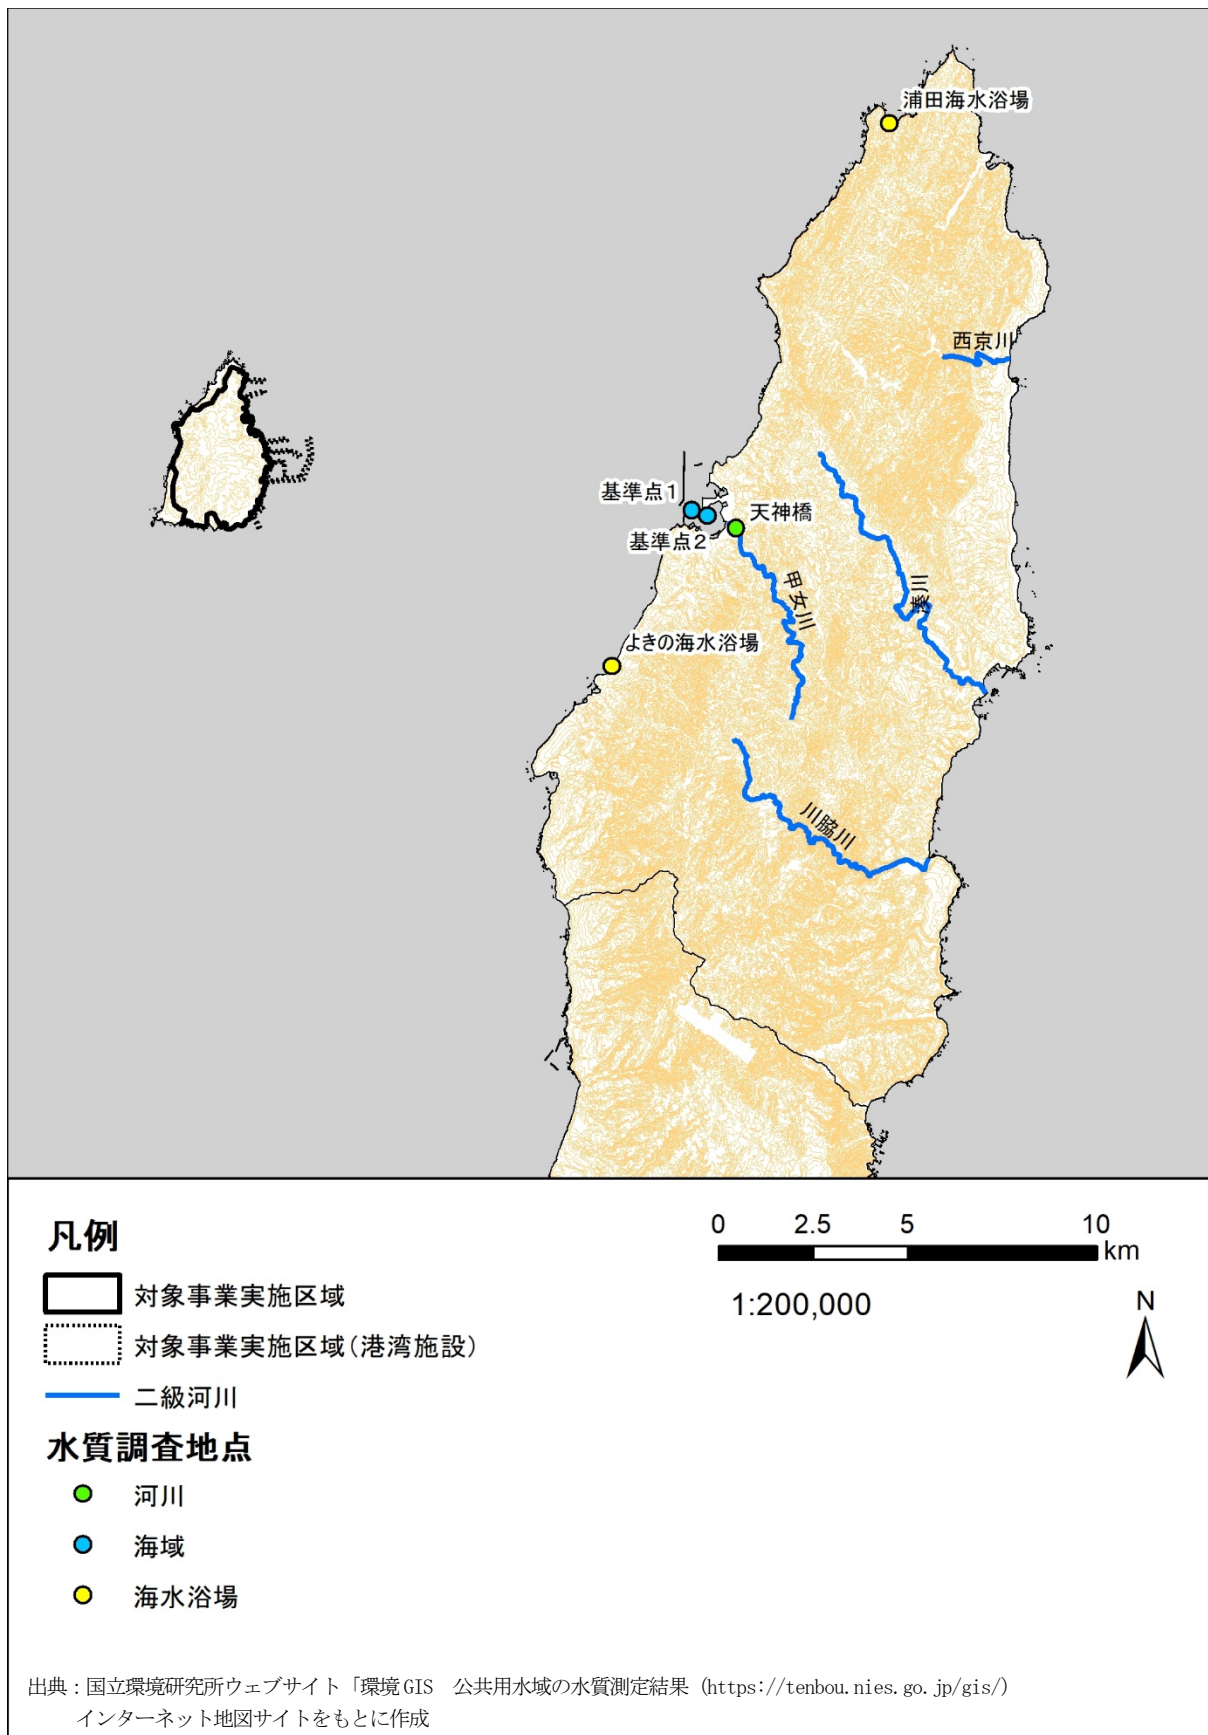 浦田海水浴場
西京川
基準点1
天神橋
基準点2
甲女川
湊川
よきの海水浴場
川脇川
凡例
対象事業実施区域
対象事業実施区域(港湾施設)
二級河川
水質調査地点
河川
海域
海水浴場
0 2.5 5 10
km
1:200,000
N
出典：国立環境研究所ウェブサイト「環境GIS　公共用水域の水質測定結果（https://tenbou.nies.go.jp/gis/）
インターネット地図サイトをもとに作成